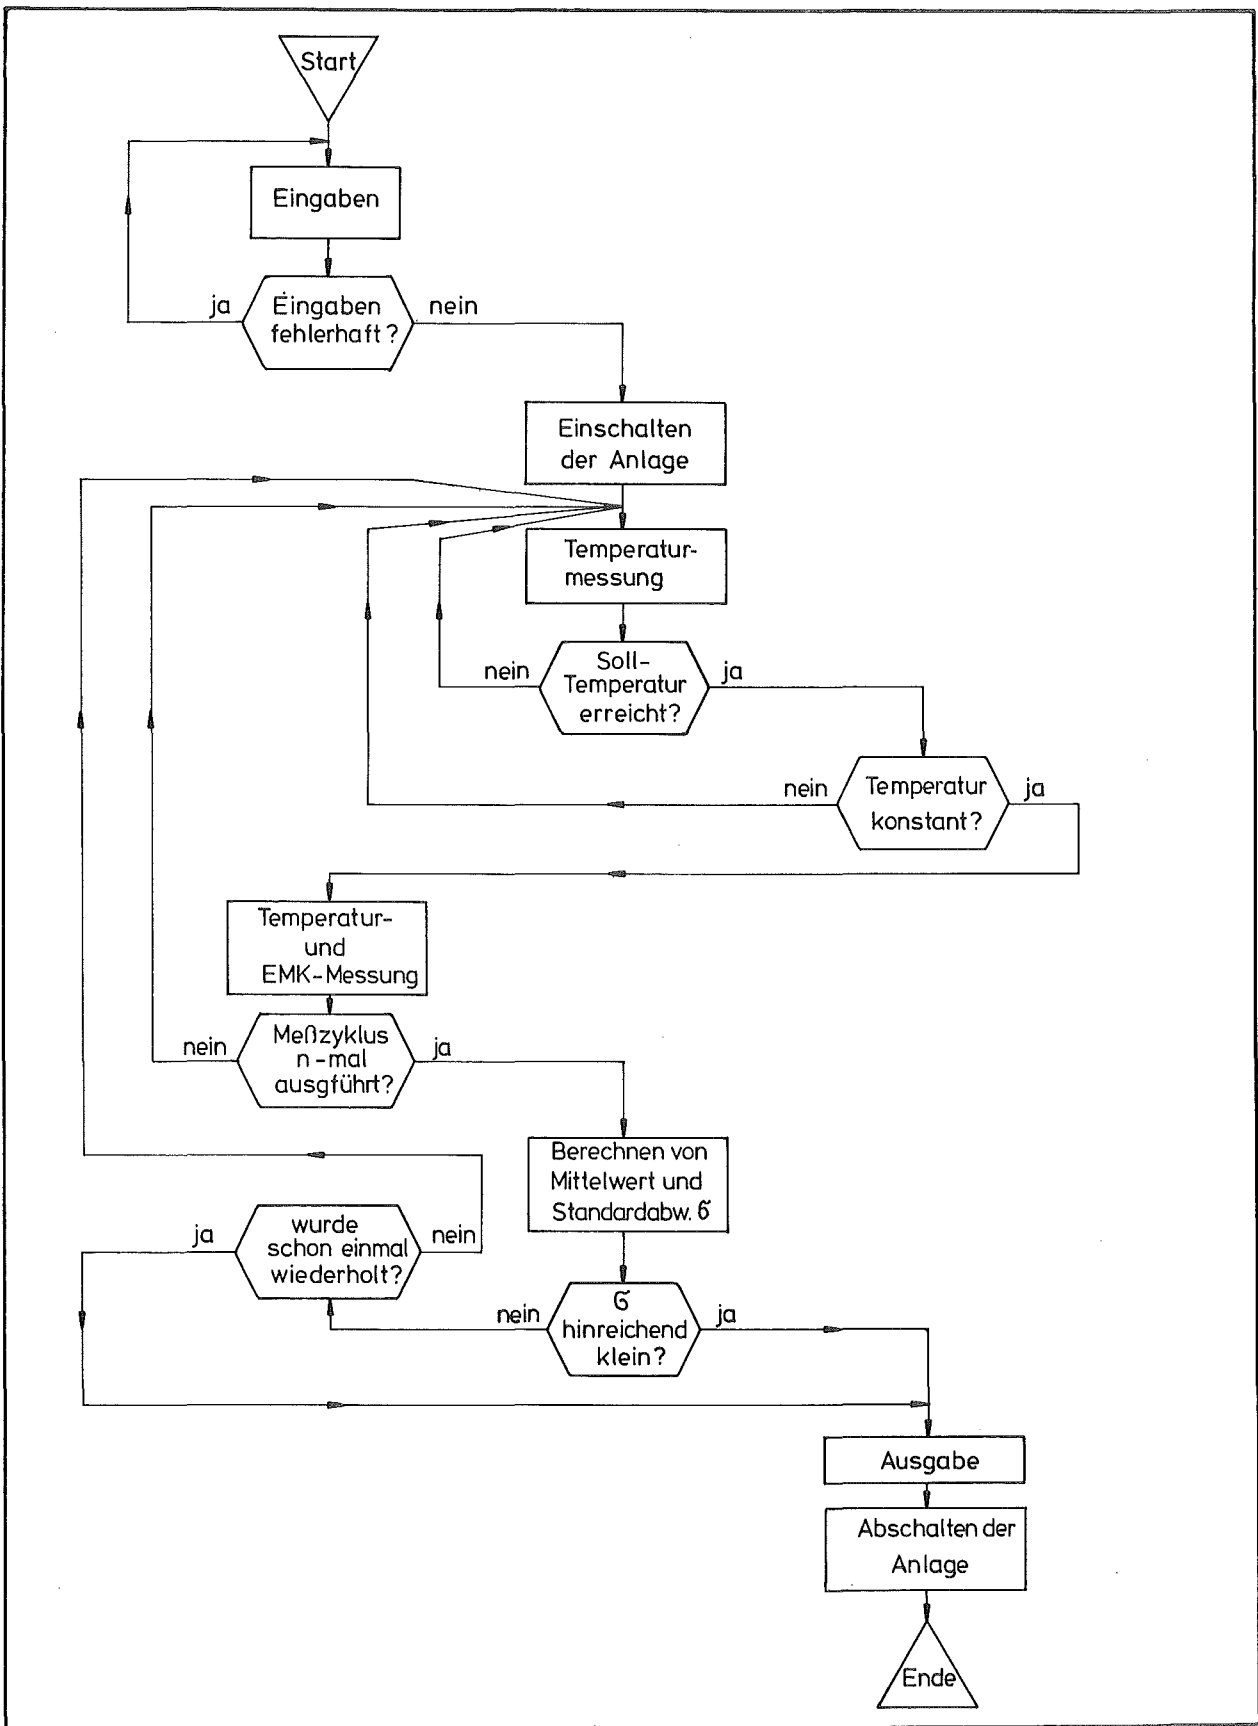 Start
Eingaben
ja
Eingaben
fehlerhaft?
nein
Einschalten
der Anlage
Temperatur-
messung
nein
Soll-
Temperatur
erreicht?
ja
nein
Temperatur
konstant?
ja
Temperatur-
und
EMK-Messung
nein
Meßzyklus
n-mal
ausgführt?
ja
Berechnen von
Mittelwert und
Standardabw. σ
ja
wurde
schon einmal
wiederholt?
nein
nein
σ
hinreichend
klein?
ja
Ausgabe
Abschalten der
Anlage
Ende